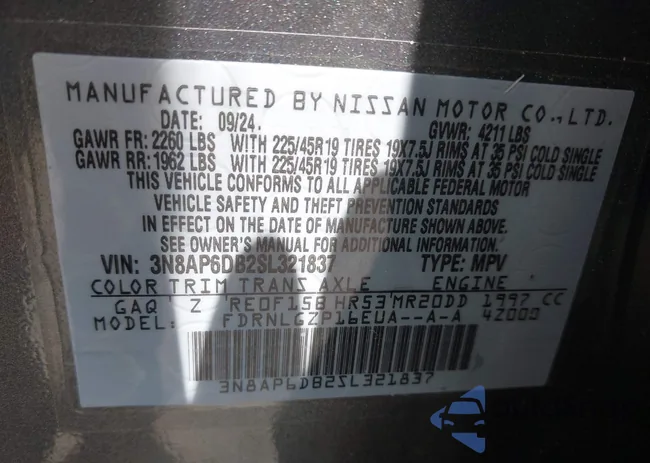 MANUFACTURED BY NISSAN MOTOR CO., LTD.
DATE: 09/24. GVWR: 4211 LBS
GAWR FR: 2260 LBS WITH 225/45R19 TIRES 19X7.5J RIMS AT 35 PSI COLD SINGLE
GAWR RR: 1962 LBS WITH 225/45R19 TIRES 19X7.5J RIMS AT 35 PSI COLD SINGLE
THIS VEHICLE CONFORMS TO ALL APPLICABLE FEDERAL MOTOR
VEHICLE SAFETY AND THEFT PREVENTION STANDARDS
IN EFFECT ON THE DATE OF MANUFACTURE SHOWN ABOVE.
SEE OWNER'S MANUAL FOR FURTHER INFORMATION.
VIN: 3N8AP6DB2SL321837 TYPE: MPV
COLOR TRIM TRANS AXLE ENGINE
GAQ Z RE0F15B HR53 MR20DD 1997 CC
MODEL: FDRNLGZP16EUA--A-A 42000
3N8AP6DB2SL321837